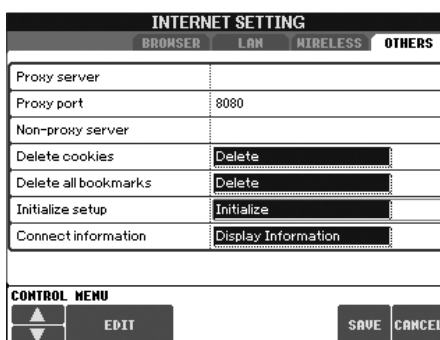 INTERNET SETTING
BROWSER LAN WIRELESS OTHERS
Proxy server
Proxy port 8080
Non-proxy server
Delete cookies Delete
Delete all bookmarks Delete
Initialize setup Initialize
Connect information Display Information
CONTROL MENU
EDIT SAVE CANCEL